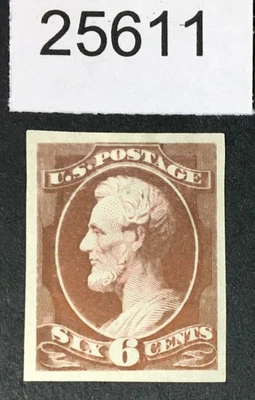 25611
U.S. POSTAGE
SIX 6 CENTS